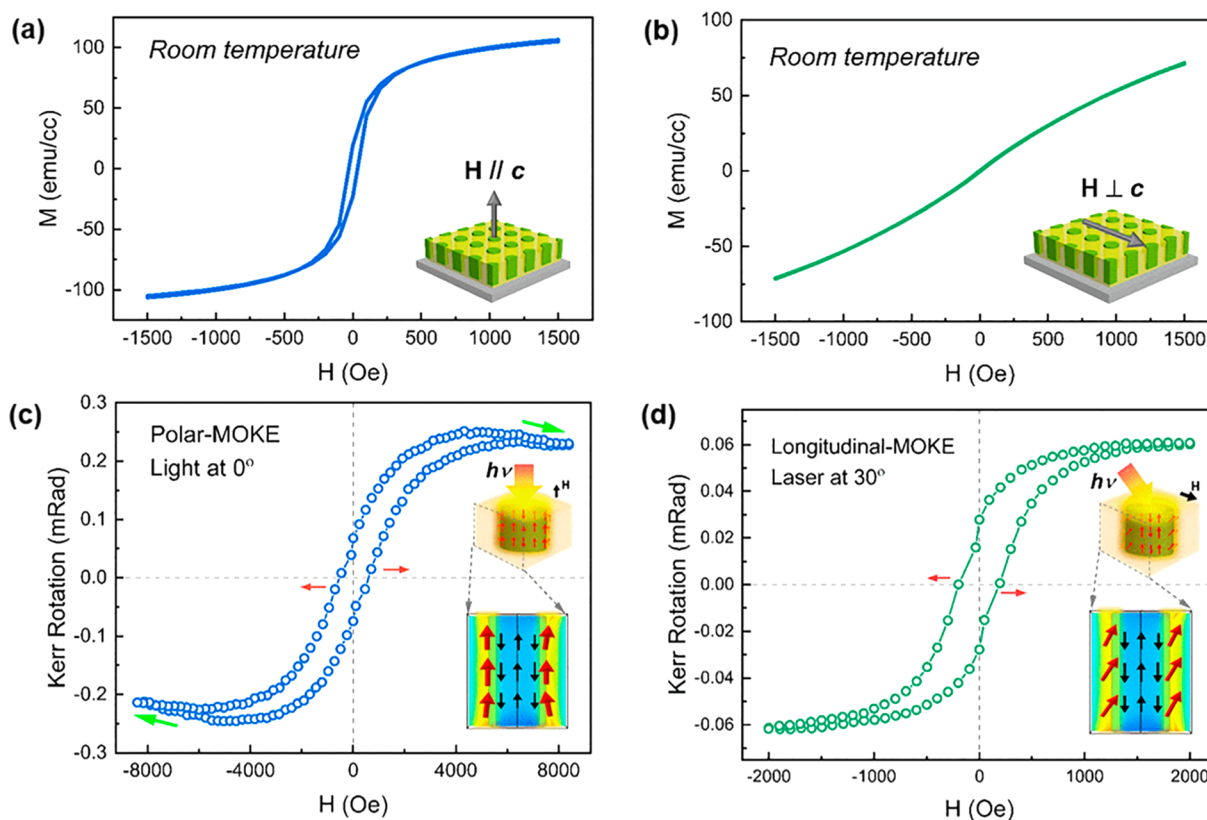 (a)
Room temperature
M (emu/cc)
100
50
0
-50
-100
H // c
-1500 -1000 -500 0 500 1000 1500
H (Oe)
(b)
Room temperature
M (emu/cc)
100
50
0
-50
-100
H ⊥ c
-1500 -1000 -500 0 500 1000 1500
H (Oe)
(c)
Polar-MOKE
Light at 0º
Kerr Rotation (mRad)
0.3
0.2
0.1
0.0
-0.1
-0.2
-0.3
hν
H
-8000 -4000 0 4000 8000
H (Oe)
(d)
Longitudinal-MOKE
Laser at 30º
Kerr Rotation (mRad)
0.06
0.04
0.02
0.00
-0.02
-0.04
-0.06
hν
H
-2000 -1000 0 1000 2000
H (Oe)